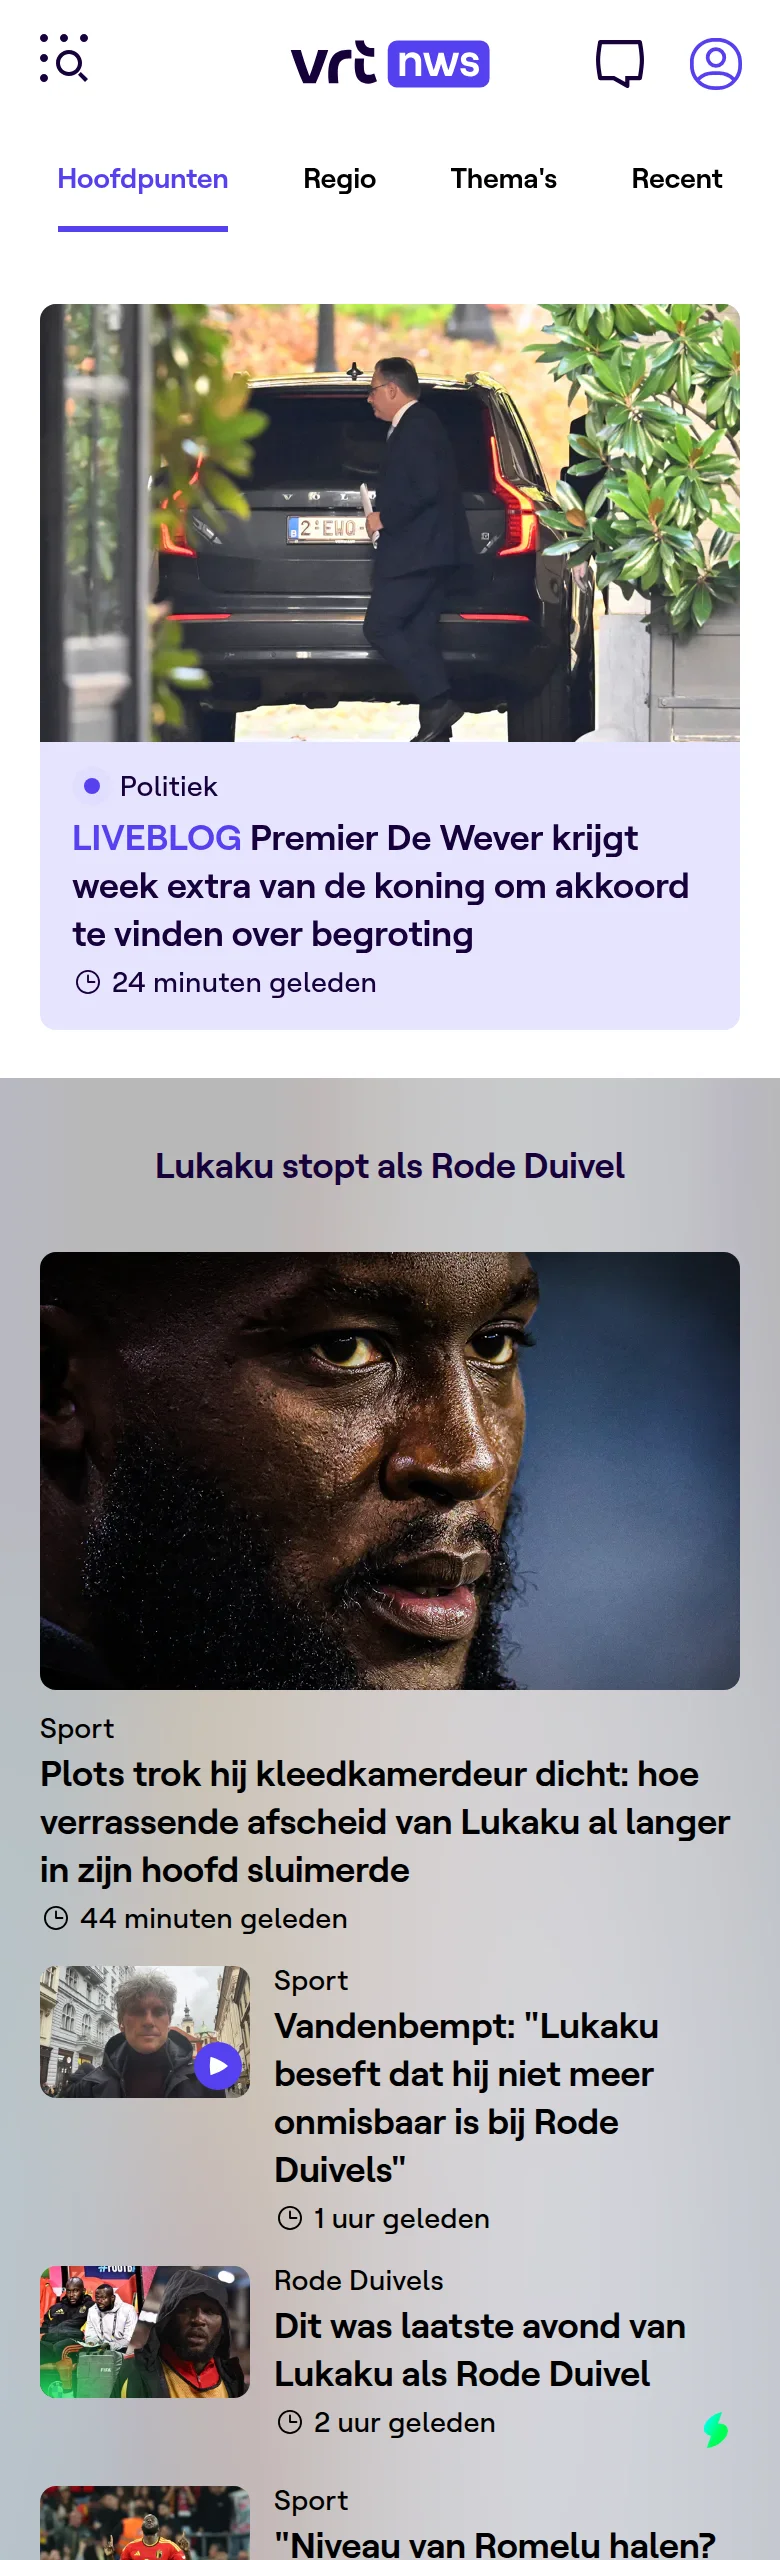 vrt nws
Hoofdpunten
Regio
Thema's
Recent
VOL
2·EWO-
Politiek
LIVEBLOG Premier De Wever krijgt
week extra van de koning om akkoord
te vinden over begroting
24 minuten geleden
Lukaku stopt als Rode Duivel
Sport
Plots trok hij kleedkamerdeur dicht: hoe
verrassende afscheid van Lukaku al langer
in zijn hoofd sluimerde
44 minuten geleden
Sport
Vandenbempt: "Lukaku
beseft dat hij niet meer
onmisbaar is bij Rode
Duivels"
1 uur geleden
Rode Duivels
Dit was laatste avond van
Lukaku als Rode Duivel
2 uur geleden
Sport
"Niveau van Romelu halen?